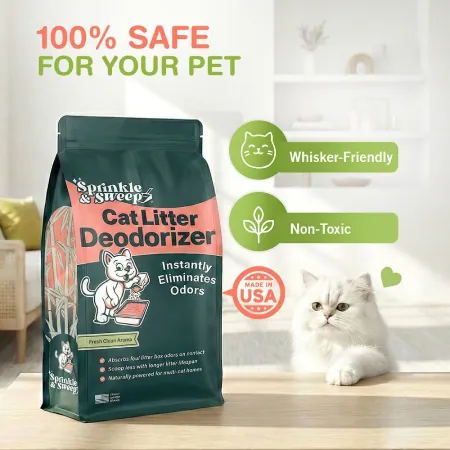 100% SAFE
FOR YOUR PET
Whisker-Friendly
Non-Toxic
MADE IN
USA
Sprinkle
& Sweep
Cat Litter
Deodorizer
Instantly
Eliminates
Odors
Fresh Clean Aroma
Absorbs foul litter box odors on contact
Scoop less with longer litter lifespan
Naturally powered for multi-cat homes
Sprinkle
& Sweep